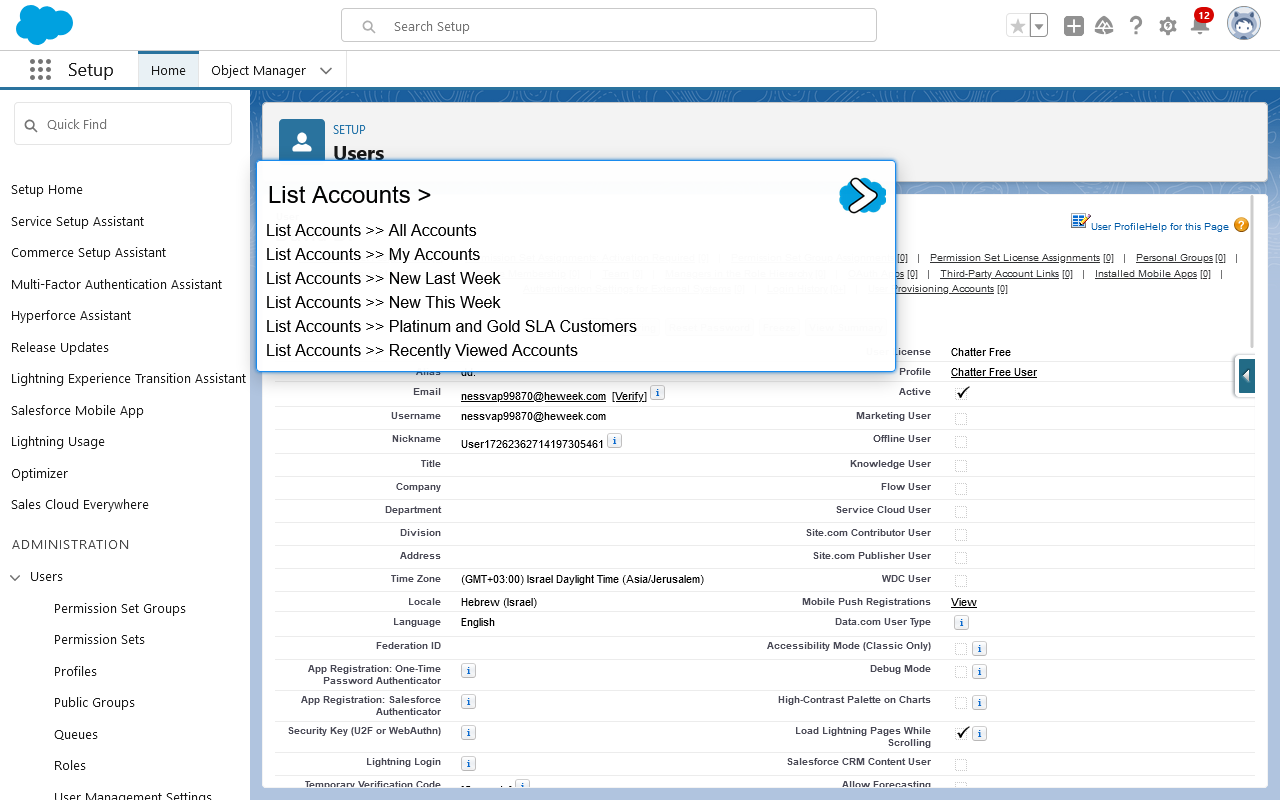 Search Setup
12
Setup
Home
Object Manager
Quick Find
Setup Home
Service Setup Assistant
Commerce Setup Assistant
Multi-Factor Authentication Assistant
Hyperforce Assistant
Release Updates
Lightning Experience Transition Assistant
Salesforce Mobile App
Lightning Usage
Optimizer
Sales Cloud Everywhere
ADMINISTRATION
Users
Permission Set Groups
Permission Sets
Profiles
Public Groups
Queues
Roles
User Management Settings
SETUP
Users
List Accounts >
List Accounts >> All Accounts
List Accounts >> My Accounts
List Accounts >> New Last Week
List Accounts >> New This Week
List Accounts >> Platinum and Gold SLA Customers
List Accounts >> Recently Viewed Accounts
User Profile Help for this Page
[0] | Permission Set License Assignments [0] | Personal Groups [0] |
[0] | Third-Party Account Links [0] | Installed Mobile Apps [0] |
Provisioning Accounts [0]
License Chatter Free
Alias dd. Profile Chatter Free User
Email nessvap99870@heweek.com [Verify] Active
Username nessvap99870@heweek.com Marketing User
Nickname User17262362714197305461 Offline User
Title Knowledge User
Company Flow User
Department Service Cloud User
Division Site.com Contributor User
Address Site.com Publisher User
Time Zone (GMT+03:00) Israel Daylight Time (Asia/Jerusalem) WDC User
Locale Hebrew (Israel) Mobile Push Registrations View
Language English Data.com User Type
Federation ID Accessibility Mode (Classic Only)
App Registration: One-Time Password Authenticator Debug Mode
App Registration: Salesforce Authenticator High-Contrast Palette on Charts
Security Key (U2F or WebAuthn) Load Lightning Pages While Scrolling
Lightning Login Salesforce CRM Content User
Temporary Verification Code Allow Forecasting